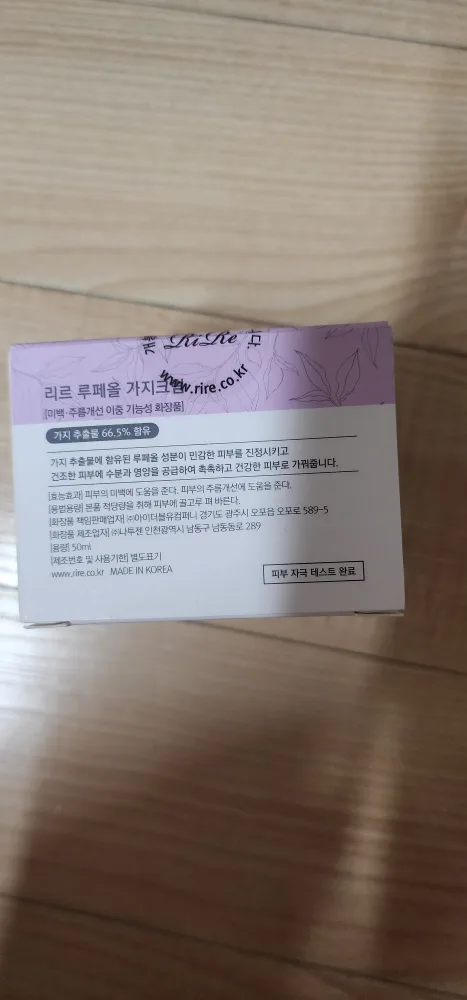 RiRe
www.rire.co.kr
리르 루페올 가지크림
[미백·주름개선 이중 기능성 화장품]
가지 추출물 66.5% 함유
가지 추출물에 함유된 루페올 성분이 민감한 피부를 진정시키고
건조한 피부에 수분과 영양을 공급하여 촉촉하고 건강한 피부로 가꿔줍니다.
[효능효과] 피부의 미백에 도움을 준다. 피부의 주름개선에 도움을 준다.
[용법용량] 본품 적당량을 취해 피부에 골고루 펴 바른다.
[화장품 책임판매업자] ㈜아이더블유컴퍼니 경기도 광주시 오포읍 오포로 589-5
[화장품 제조업자] ㈜나투젠 인천광역시 남동구 남동동로 289
[용량] 50ml
[제조번호 및 사용기한] 별도표기
www.rire.co.kr MADE IN KOREA
피부 자극 테스트 완료